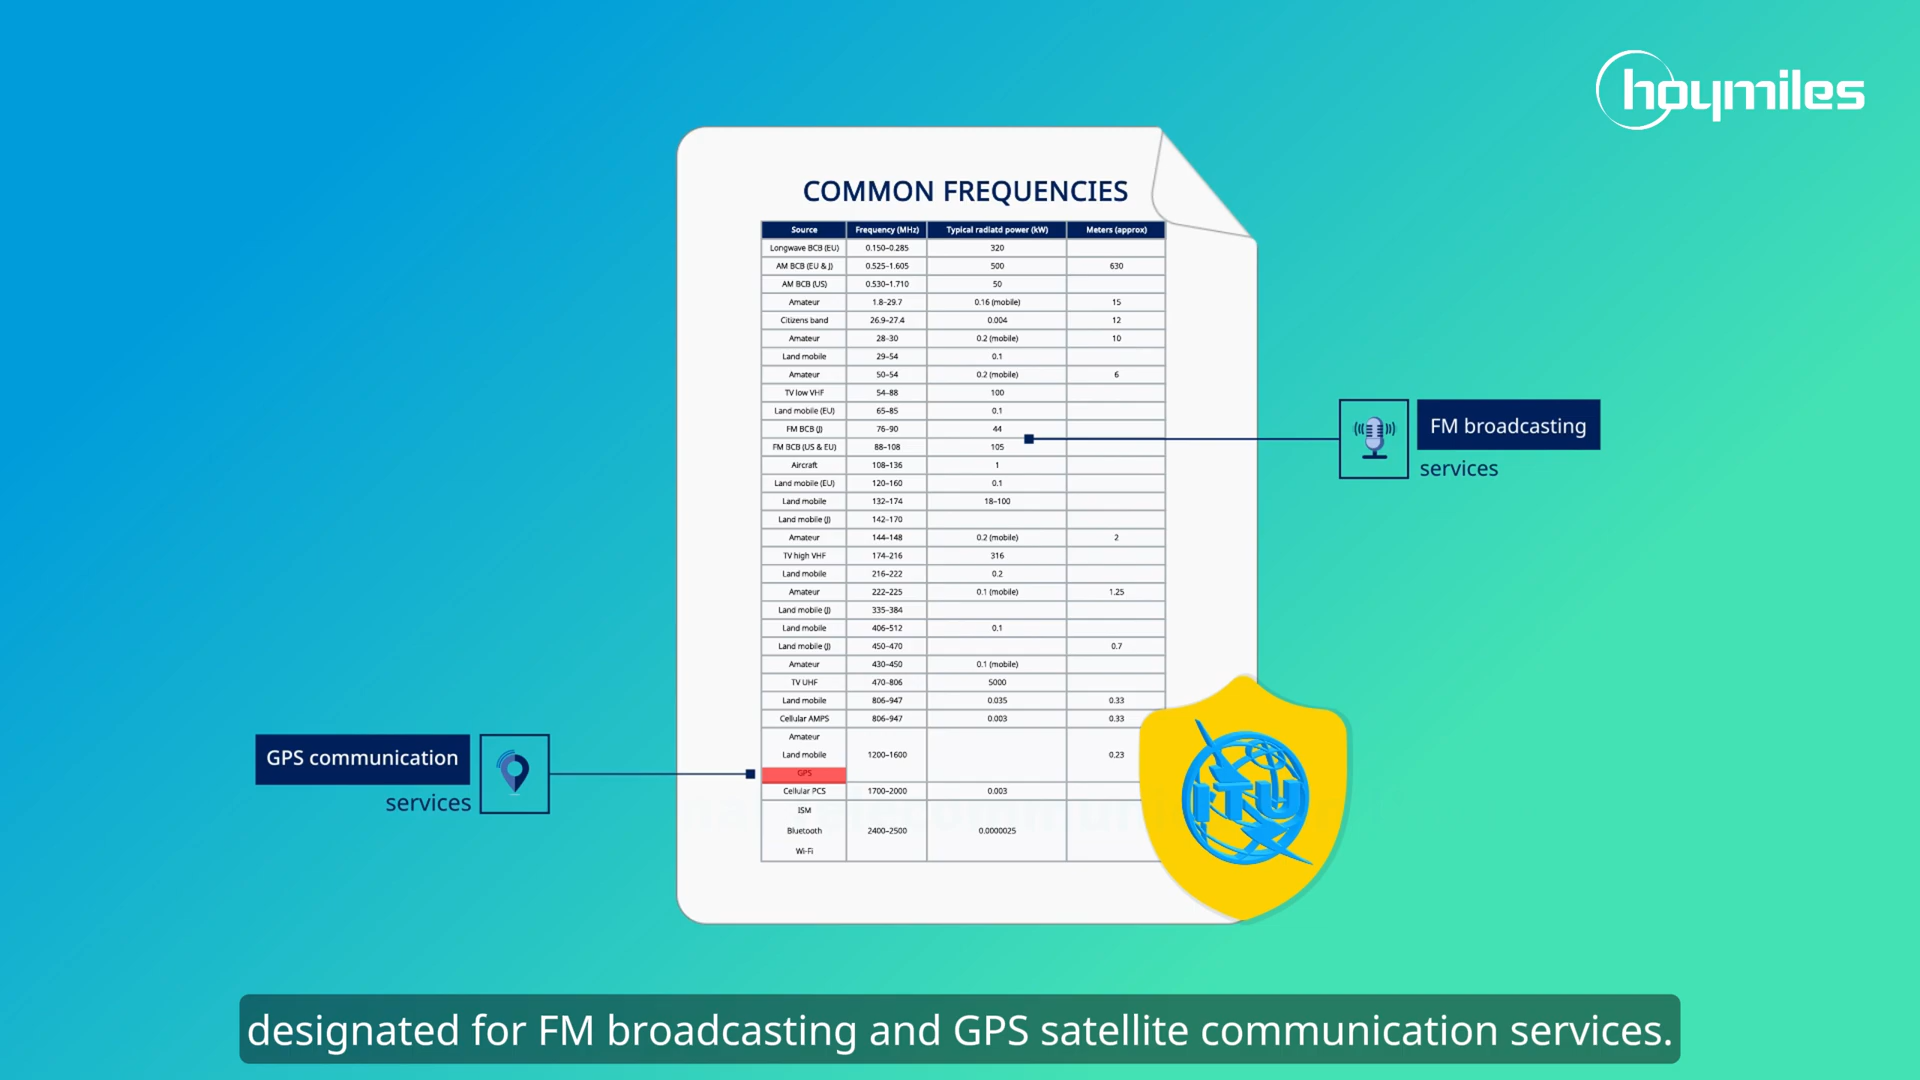 hoymiles
COMMON FREQUENCIES
Source Frequency (MHz) Typical radiatd power (kW) Meters (approx)
Longwave BCB (EU) 0.150–0.285 320
AM BCB (EU & J) 0.525–1.605 500 630
AM BCB (US) 0.530–1.710 50
Amateur 1.8–29.7 0.16 (mobile) 15
Citizens band 26.9–27.4 0.004 12
Amateur 28–30 0.2 (mobile) 10
Land mobile 29–54 0.1
Amateur 50–54 0.2 (mobile) 6
TV low VHF 54–88 100
Land mobile (EU) 65–85 0.1
FM BCB (J) 76–90 44
FM BCB (US & EU) 88–108 105
Aircraft 108–136 1
Land mobile (EU) 120–160 0.1
Land mobile 132–174 18–100
Land mobile (J) 142–170
Amateur 144–148 0.2 (mobile) 2
TV high VHF 174–216 316
Land mobile 216–222 0.2
Amateur 222–225 0.1 (mobile) 1.25
Land mobile (J) 335–384
Land mobile 406–512 0.1
Land mobile (J) 450–470 0.7
Amateur 430–450 0.1 (mobile)
TV UHF 470–806 5000
Land mobile 806–947 0.035 0.33
Cellular AMPS 806–947 0.003 0.33
Amateur
Land mobile 1200–1600 0.23
GPS
Cellular PCS 1700–2000 0.003
ISM
Bluetooth 2400–2500 0.0000025
Wi-Fi
FM broadcasting
services
GPS communication
services
ITU
designated for FM broadcasting and GPS satellite communication services.